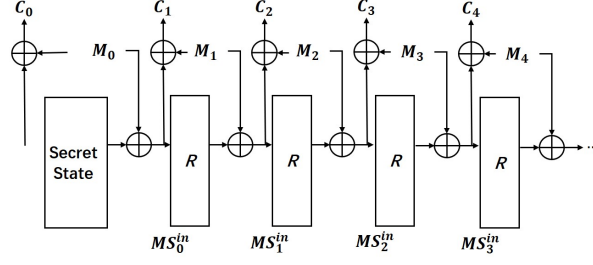 C₀ C₁ C₂ C₃ C₄
M₀ M₁ M₂ M₃ M₄
Secret
State
R R R R
MS₀ⁱⁿ MS₁ⁱⁿ MS₂ⁱⁿ MS₃ⁱⁿ